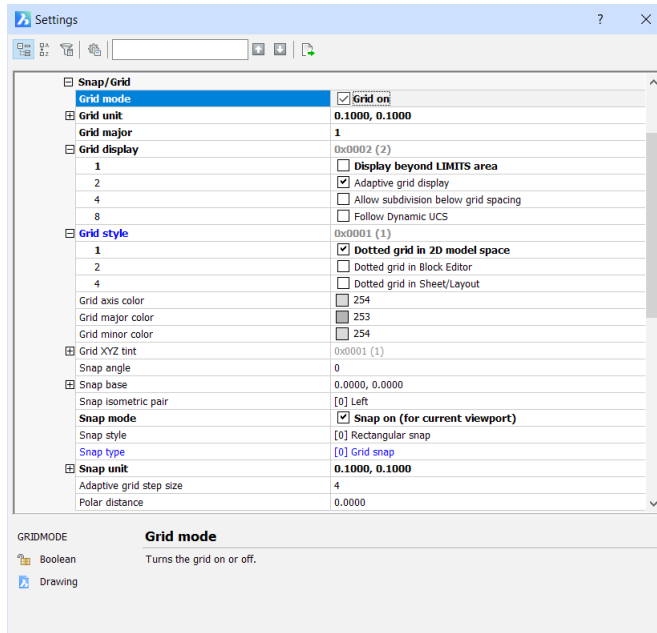 Settings
Snap/Grid
Grid mode Grid on
Grid unit 0.1000, 0.1000
Grid major 1
Grid display 0x0002 (2)
1 Display beyond LIMITS area
2 Adaptive grid display
4 Allow subdivision below grid spacing
8 Follow Dynamic UCS
Grid style 0x0001 (1)
1 Dotted grid in 2D model space
2 Dotted grid in Block Editor
4 Dotted grid in Sheet/Layout
Grid axis color 254
Grid major color 253
Grid minor color 254
Grid XYZ tint 0x0001 (1)
Snap angle 0
Snap base 0.0000, 0.0000
Snap isometric pair [0] Left
Snap mode Snap on (for current viewport)
Snap style [0] Rectangular snap
Snap type [0] Grid snap
Snap unit 0.1000, 0.1000
Adaptive grid step size 4
Polar distance 0.0000
GRIDMODE Grid mode
Boolean Turns the grid on or off.
Drawing